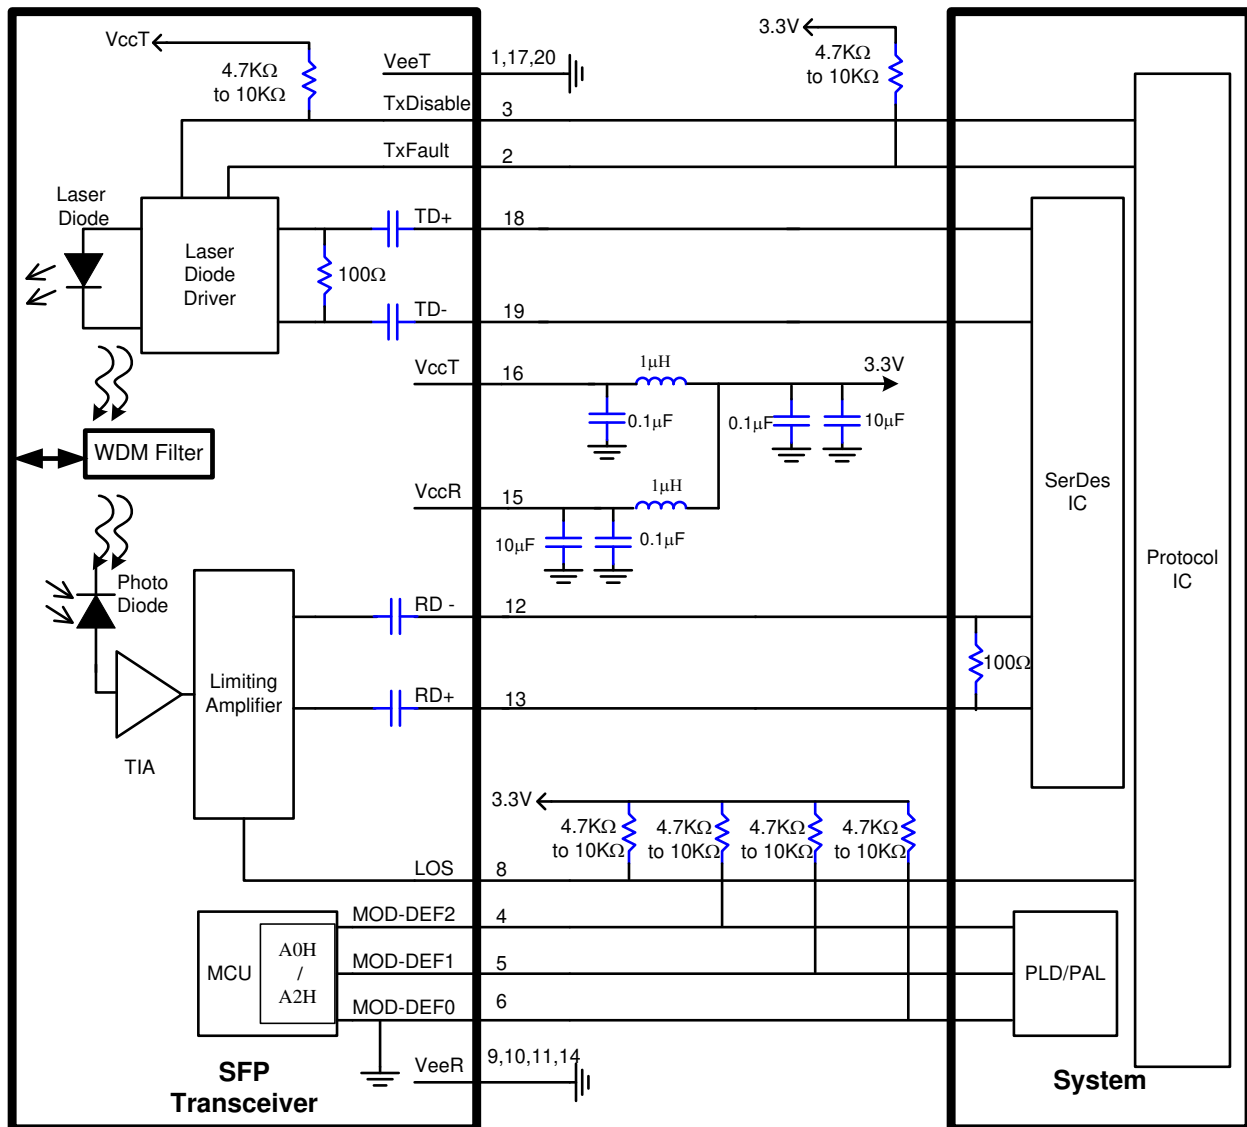 VccT
4.7KΩ
to 10KΩ
VeeT
1,17,20
3.3V
4.7KΩ
to 10KΩ
TxDisable
3
TxFault
2
Laser
Diode
Laser
Diode
Driver
100Ω
TD+
18
TD-
19
VccT
16
1µH
3.3V
0.1µF
0.1µF
10µF
WDM Filter
VccR
15
1µH
10µF
0.1µF
SerDes
IC
Protocol
IC
Photo
Diode
RD -
12
100Ω
Limiting
Amplifier
RD+
13
TIA
3.3V
4.7KΩ
to 10KΩ
4.7KΩ
to 10KΩ
4.7KΩ
to 10KΩ
4.7KΩ
to 10KΩ
LOS
8
MOD-DEF2
4
MCU
A0H
/
A2H
MOD-DEF1
5
PLD/PAL
MOD-DEF0
6
VeeR
9,10,11,14
SFP
Transceiver
System